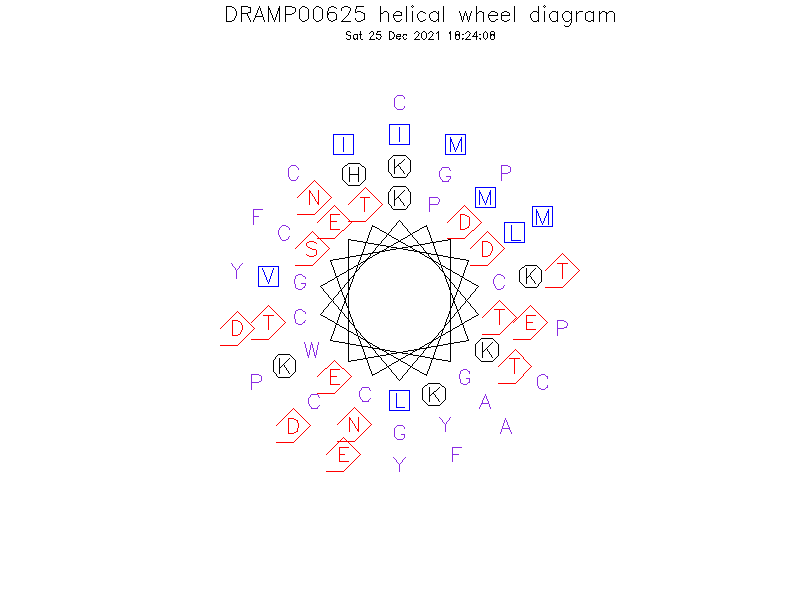 DRAMP00625 helical wheel diagram
Sat 25 Dec 2021 18:24:08
C
I
I M
K
C H G P
N T K P M
F E D L M
C S D
Y V G C K T
D T C T E P
W K
P K E G T C
C C L K A
D N G Y A
E Y F